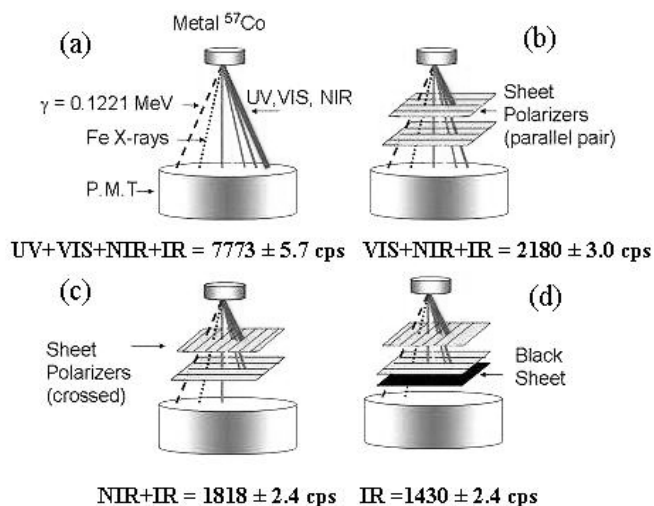 Metal ⁵⁷Co
(a)
(b)
γ = 0.1221 MeV
UV,VIS, NIR
Fe X-rays
P.M.T
Sheet
Polarizers
(parallel pair)
UV+VIS+NIR+IR = 7773 ± 5.7 cps
VIS+NIR+IR = 2180 ± 3.0 cps
(c)
(d)
Sheet
Polarizers
(crossed)
Black
Sheet
NIR+IR = 1818 ± 2.4 cps
IR =1430 ± 2.4 cps